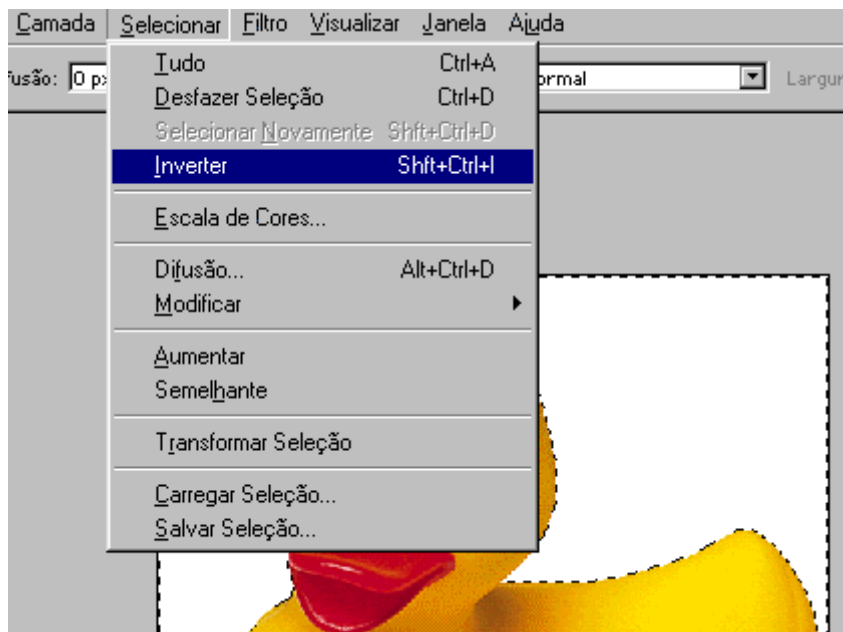 Camada Selecionar Filtro Visualizar Janela Ajuda
fusão: 0 px ormal Largur
Tudo Ctrl+A
Desfazer Seleção Ctrl+D
Selecionar Novamente Shft+Ctrl+D
Inverter Shft+Ctrl+I
Escala de Cores...
Difusão... Alt+Ctrl+D
Modificar
Aumentar
Semelhante
Transformar Seleção
Carregar Seleção...
Salvar Seleção...